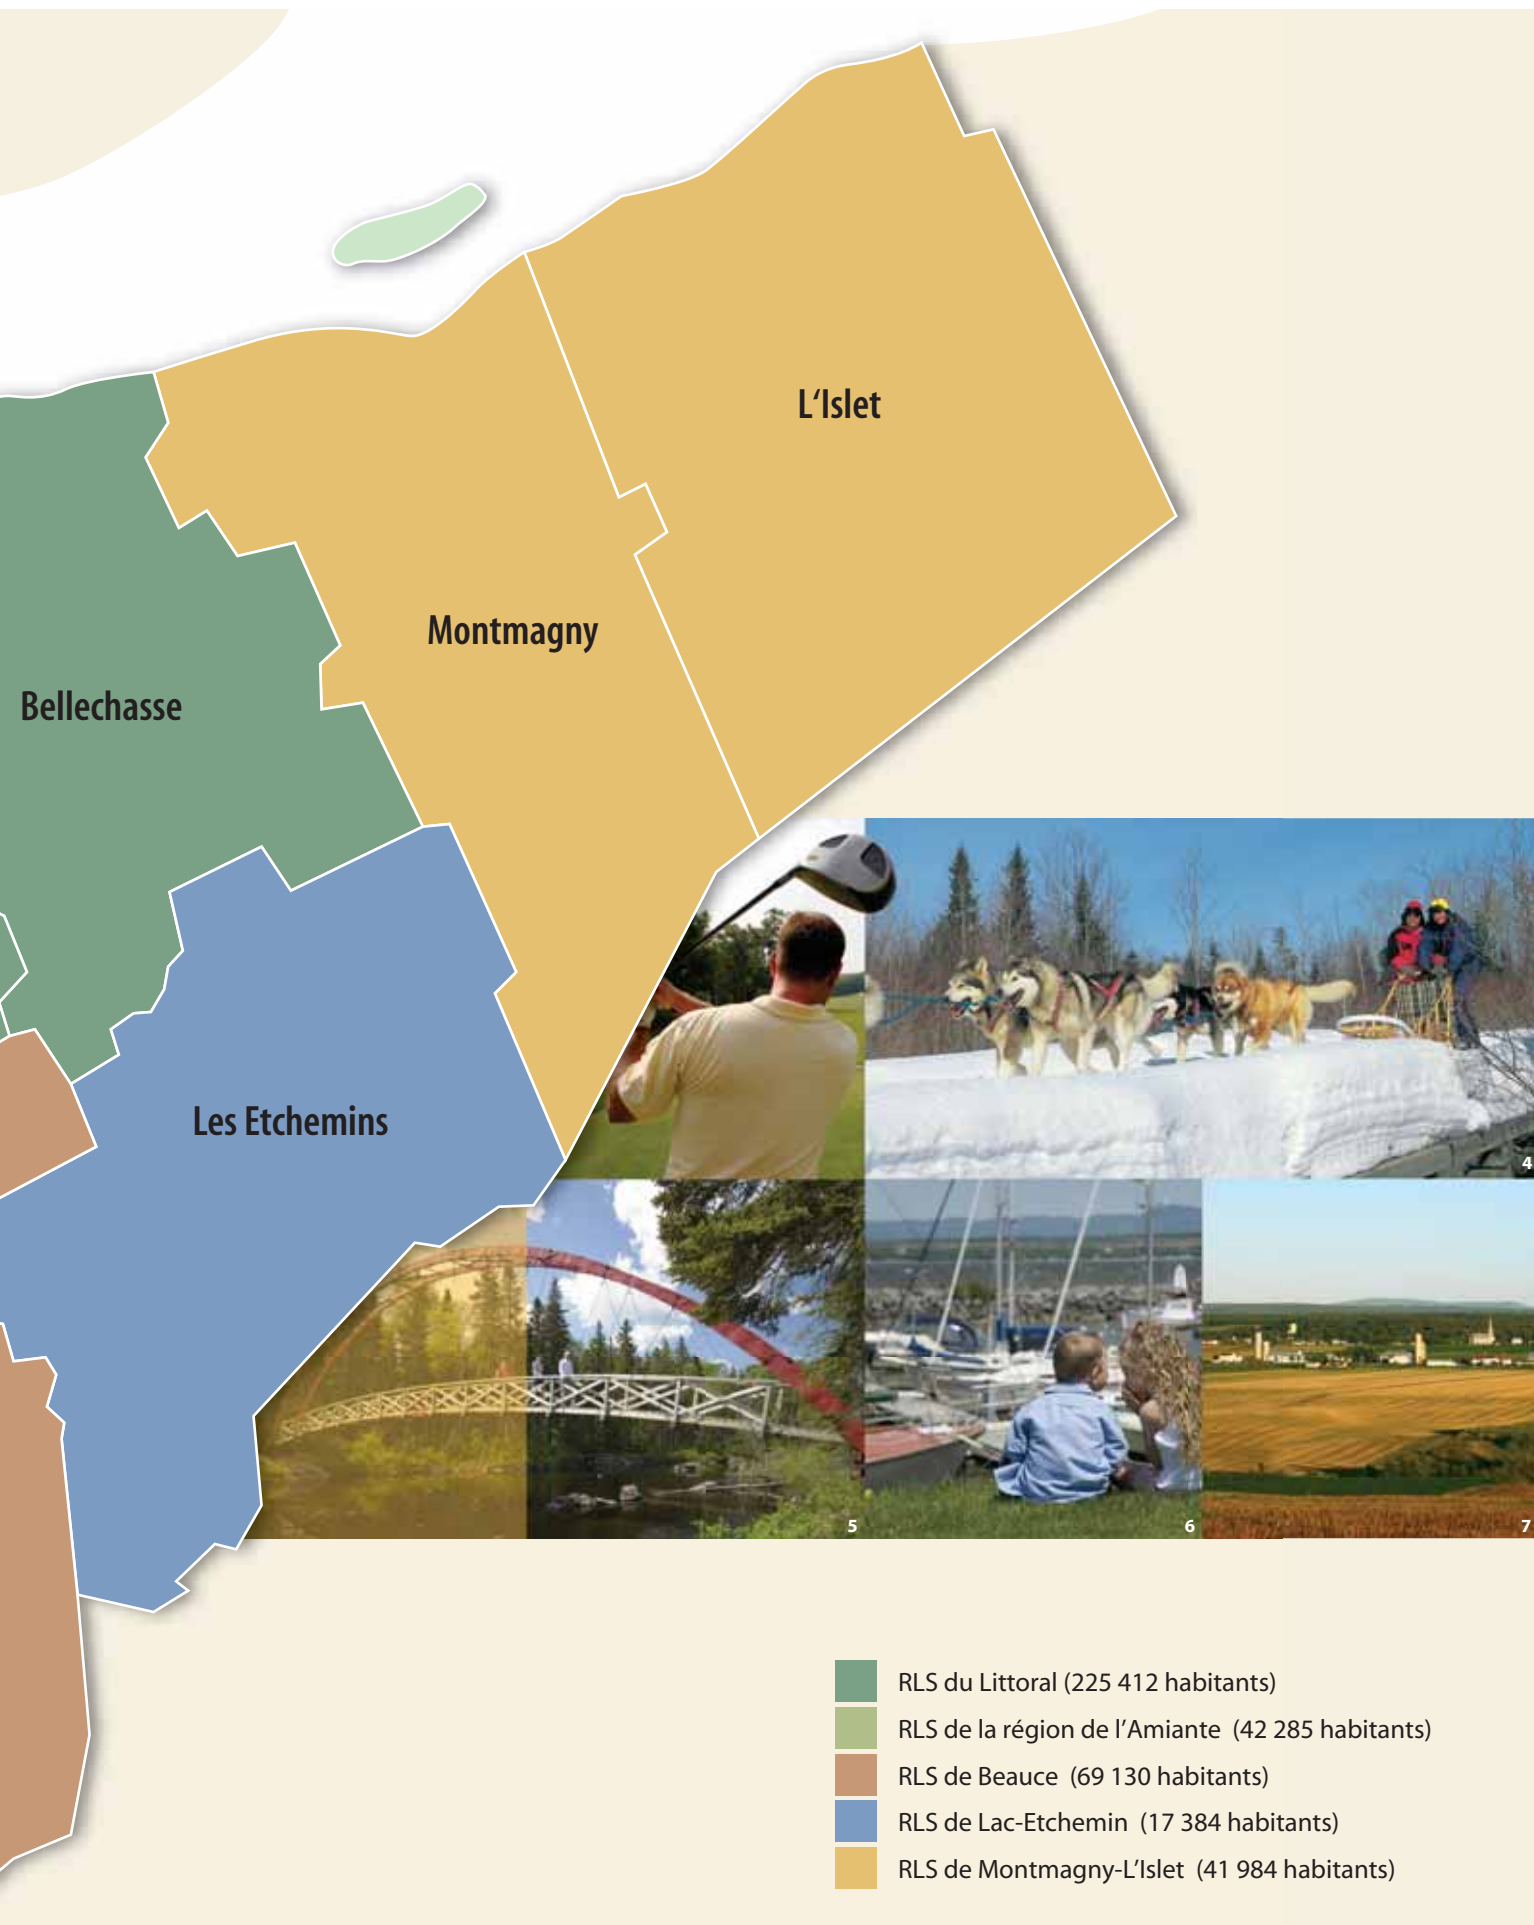 L‘Islet
Montmagny
Bellechasse
Les Etchemins
4
5
6
7
RLS du Littoral (225 412 habitants)
RLS de la région de l’Amiante (42 285 habitants)
RLS de Beauce (69 130 habitants)
RLS de Lac-Etchemin (17 384 habitants)
RLS de Montmagny-L’Islet (41 984 habitants)